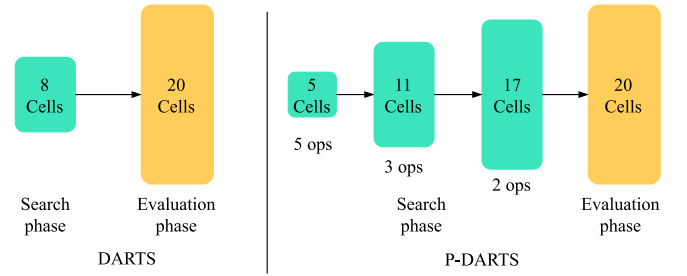 8
Cells
20
Cells
Search
phase
Evaluation
phase
DARTS
5
Cells
5 ops
11
Cells
3 ops
17
Cells
2 ops
20
Cells
Search
phase
Evaluation
phase
P-DARTS